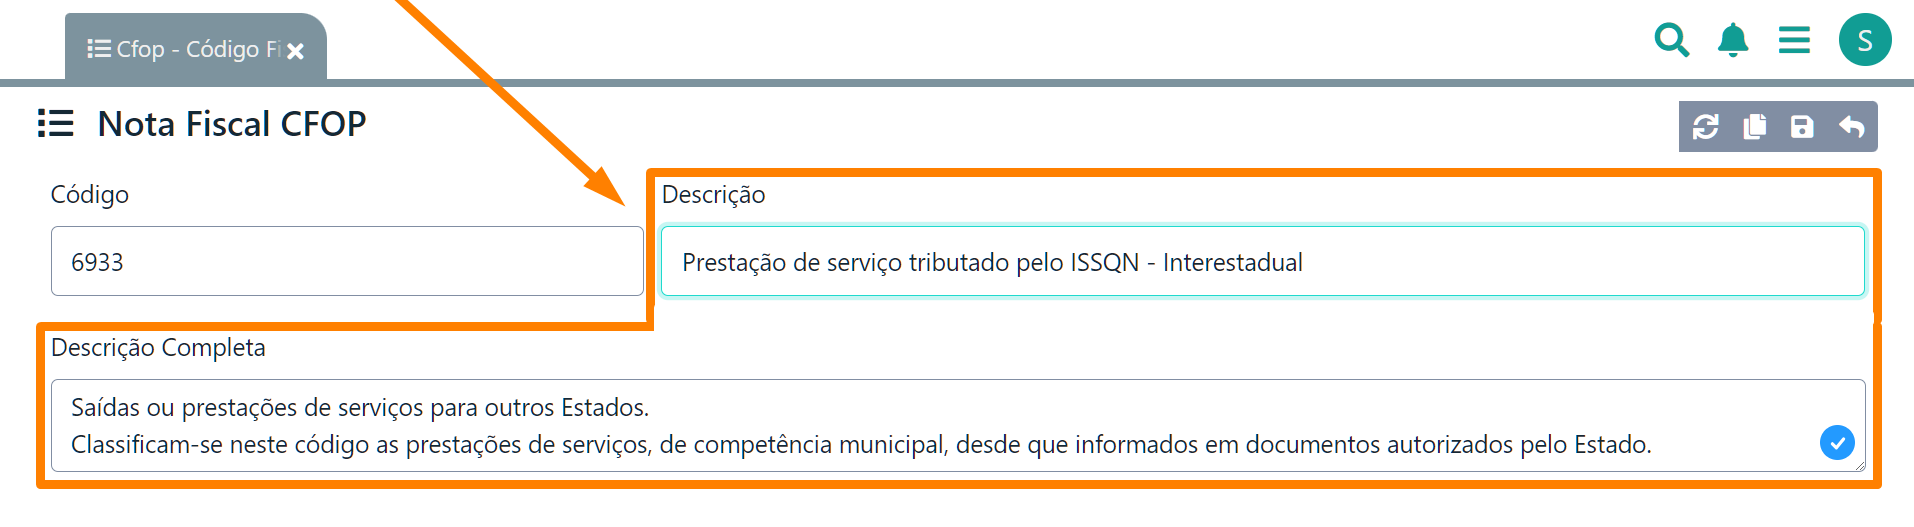 Cfop - Código Fi
S
Nota Fiscal CFOP
Código
Descrição
6933
Prestação de serviço tributado pelo ISSQN - Interestadual
Descrição Completa
Saídas ou prestações de serviços para outros Estados.
Classificam-se neste código as prestações de serviços, de competência municipal, desde que informados em documentos autorizados pelo Estado.